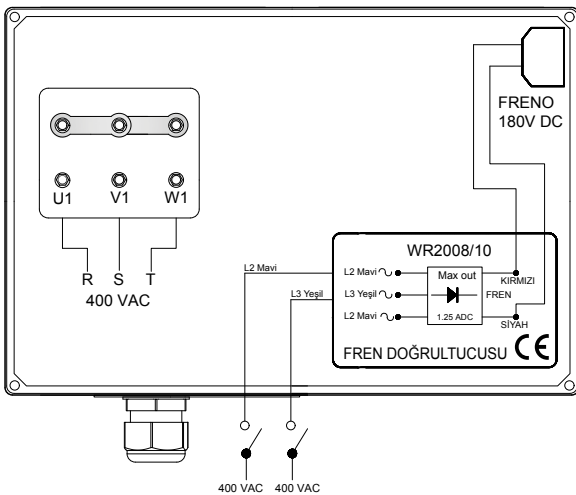 FRENO
180V DC
U1 V1 W1
R S T
400 VAC
WR2008/10
L2 Mavi
L2 Mavi
Max out
KIRMIZI
L3 Yeşil
L3 Yeşil
FREN
L2 Mavi
1.25 ADC
SİYAH
FREN DOĞRULTUCUSU CE
400 VAC 400 VAC